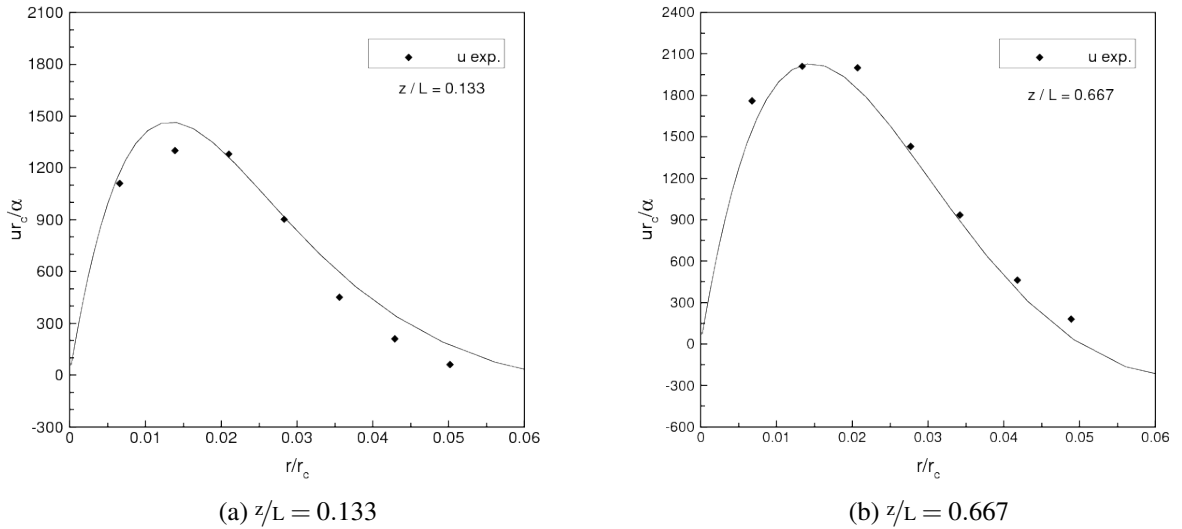 2100
1800
1500
1200
900
600
300
0
-300
ur_c/α
u exp.
z / L = 0.133
0 0.01 0.02 0.03 0.04 0.05 0.06
r/r_c
(a) z/L = 0.133
2400
2100
1800
1500
1200
900
600
300
0
-300
-600
ur_c/α
u exp.
z / L = 0.667
0 0.01 0.02 0.03 0.04 0.05 0.06
r/r_c
(b) z/L = 0.667